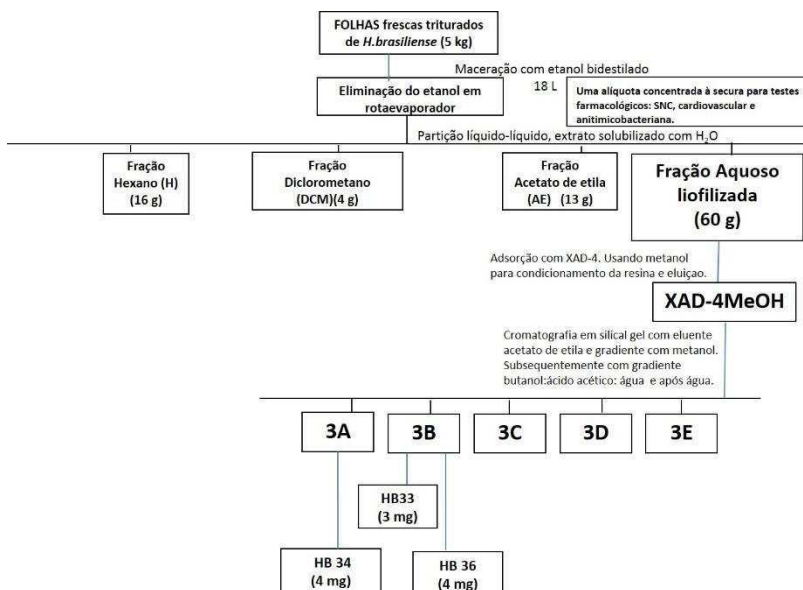 FOLHAS frescas triturados
de H.brasiliense (5 kg)
Maceração com etanol bidestilado
18 L
Eliminação do etanol em
rotaevaporador
Uma alíquota concentrada à secura para testes
farmacológicos: SNC, cardiovascular e
anitimicobacteriana.
Partição líquido-líquido, extrato solubilizado com H₂O
Fração
Hexano (H)
(16 g)
Fração
Diclorometano
(DCM)(4 g)
Fração
Acetato de etila
(AE) (13 g)
Fração Aquoso
liofilizada
(60 g)
Adsorção com XAD-4. Usando metanol
para condicionamento da resina e eluiçao.
XAD-4MeOH
Cromatografia em silícal gel com eluente
acetato de etila e gradiente com metanol.
Subsequentemente com gradiente
butanol:ácido acético: água e após água.
3A
3B
3C
3D
3E
HB33
(3 mg)
HB 34
(4 mg)
HB 36
(4 mg)